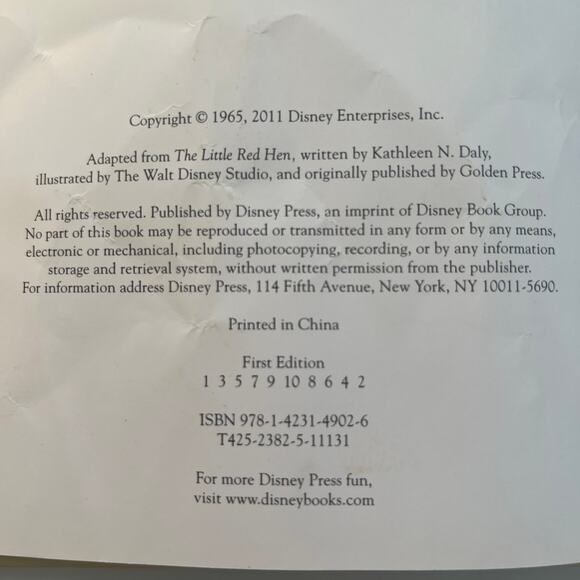 Copyright © 1965, 2011 Disney Enterprises, Inc.
Adapted from The Little Red Hen, written by Kathleen N. Daly,
illustrated by The Walt Disney Studio, and originally published by Golden Press.
All rights reserved. Published by Disney Press, an imprint of Disney Book Group.
No part of this book may be reproduced or transmitted in any form or by any means,
electronic or mechanical, including photocopying, recording, or by any information
storage and retrieval system, without written permission from the publisher.
For information address Disney Press, 114 Fifth Avenue, New York, NY 10011-5690.
Printed in China
First Edition
1 3 5 7 9 10 8 6 4 2
ISBN 978-1-4231-4902-6
T425-2382-5-11131
For more Disney Press fun,
visit www.disneybooks.com